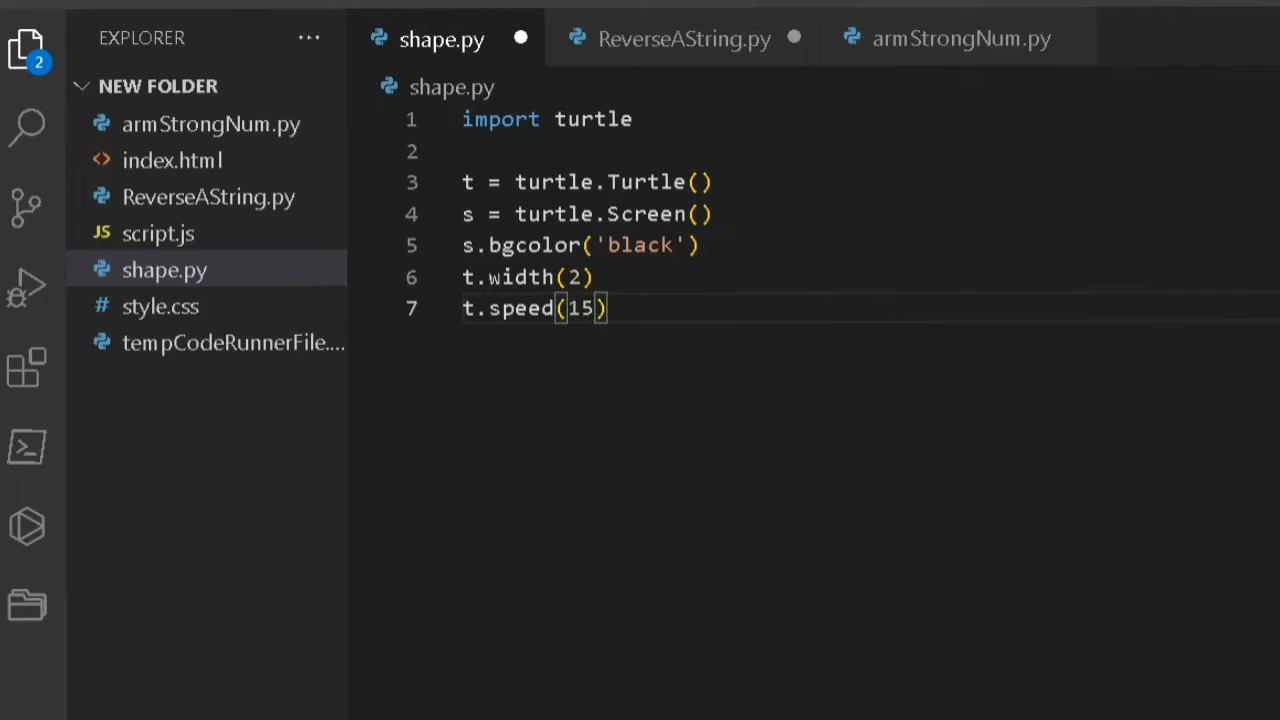 EXPLORER ...
NEW FOLDER
armStrongNum.py
<> index.html
ReverseAString.py
JS script.js
shape.py
# style.css
tempCodeRunnerFile....
2
shape.py ReverseAString.py armStrongNum.py
shape.py
1 import turtle
2
3 t = turtle.Turtle()
4 s = turtle.Screen()
5 s.bgcolor('black')
6 t.width(2)
7 t.speed(15)